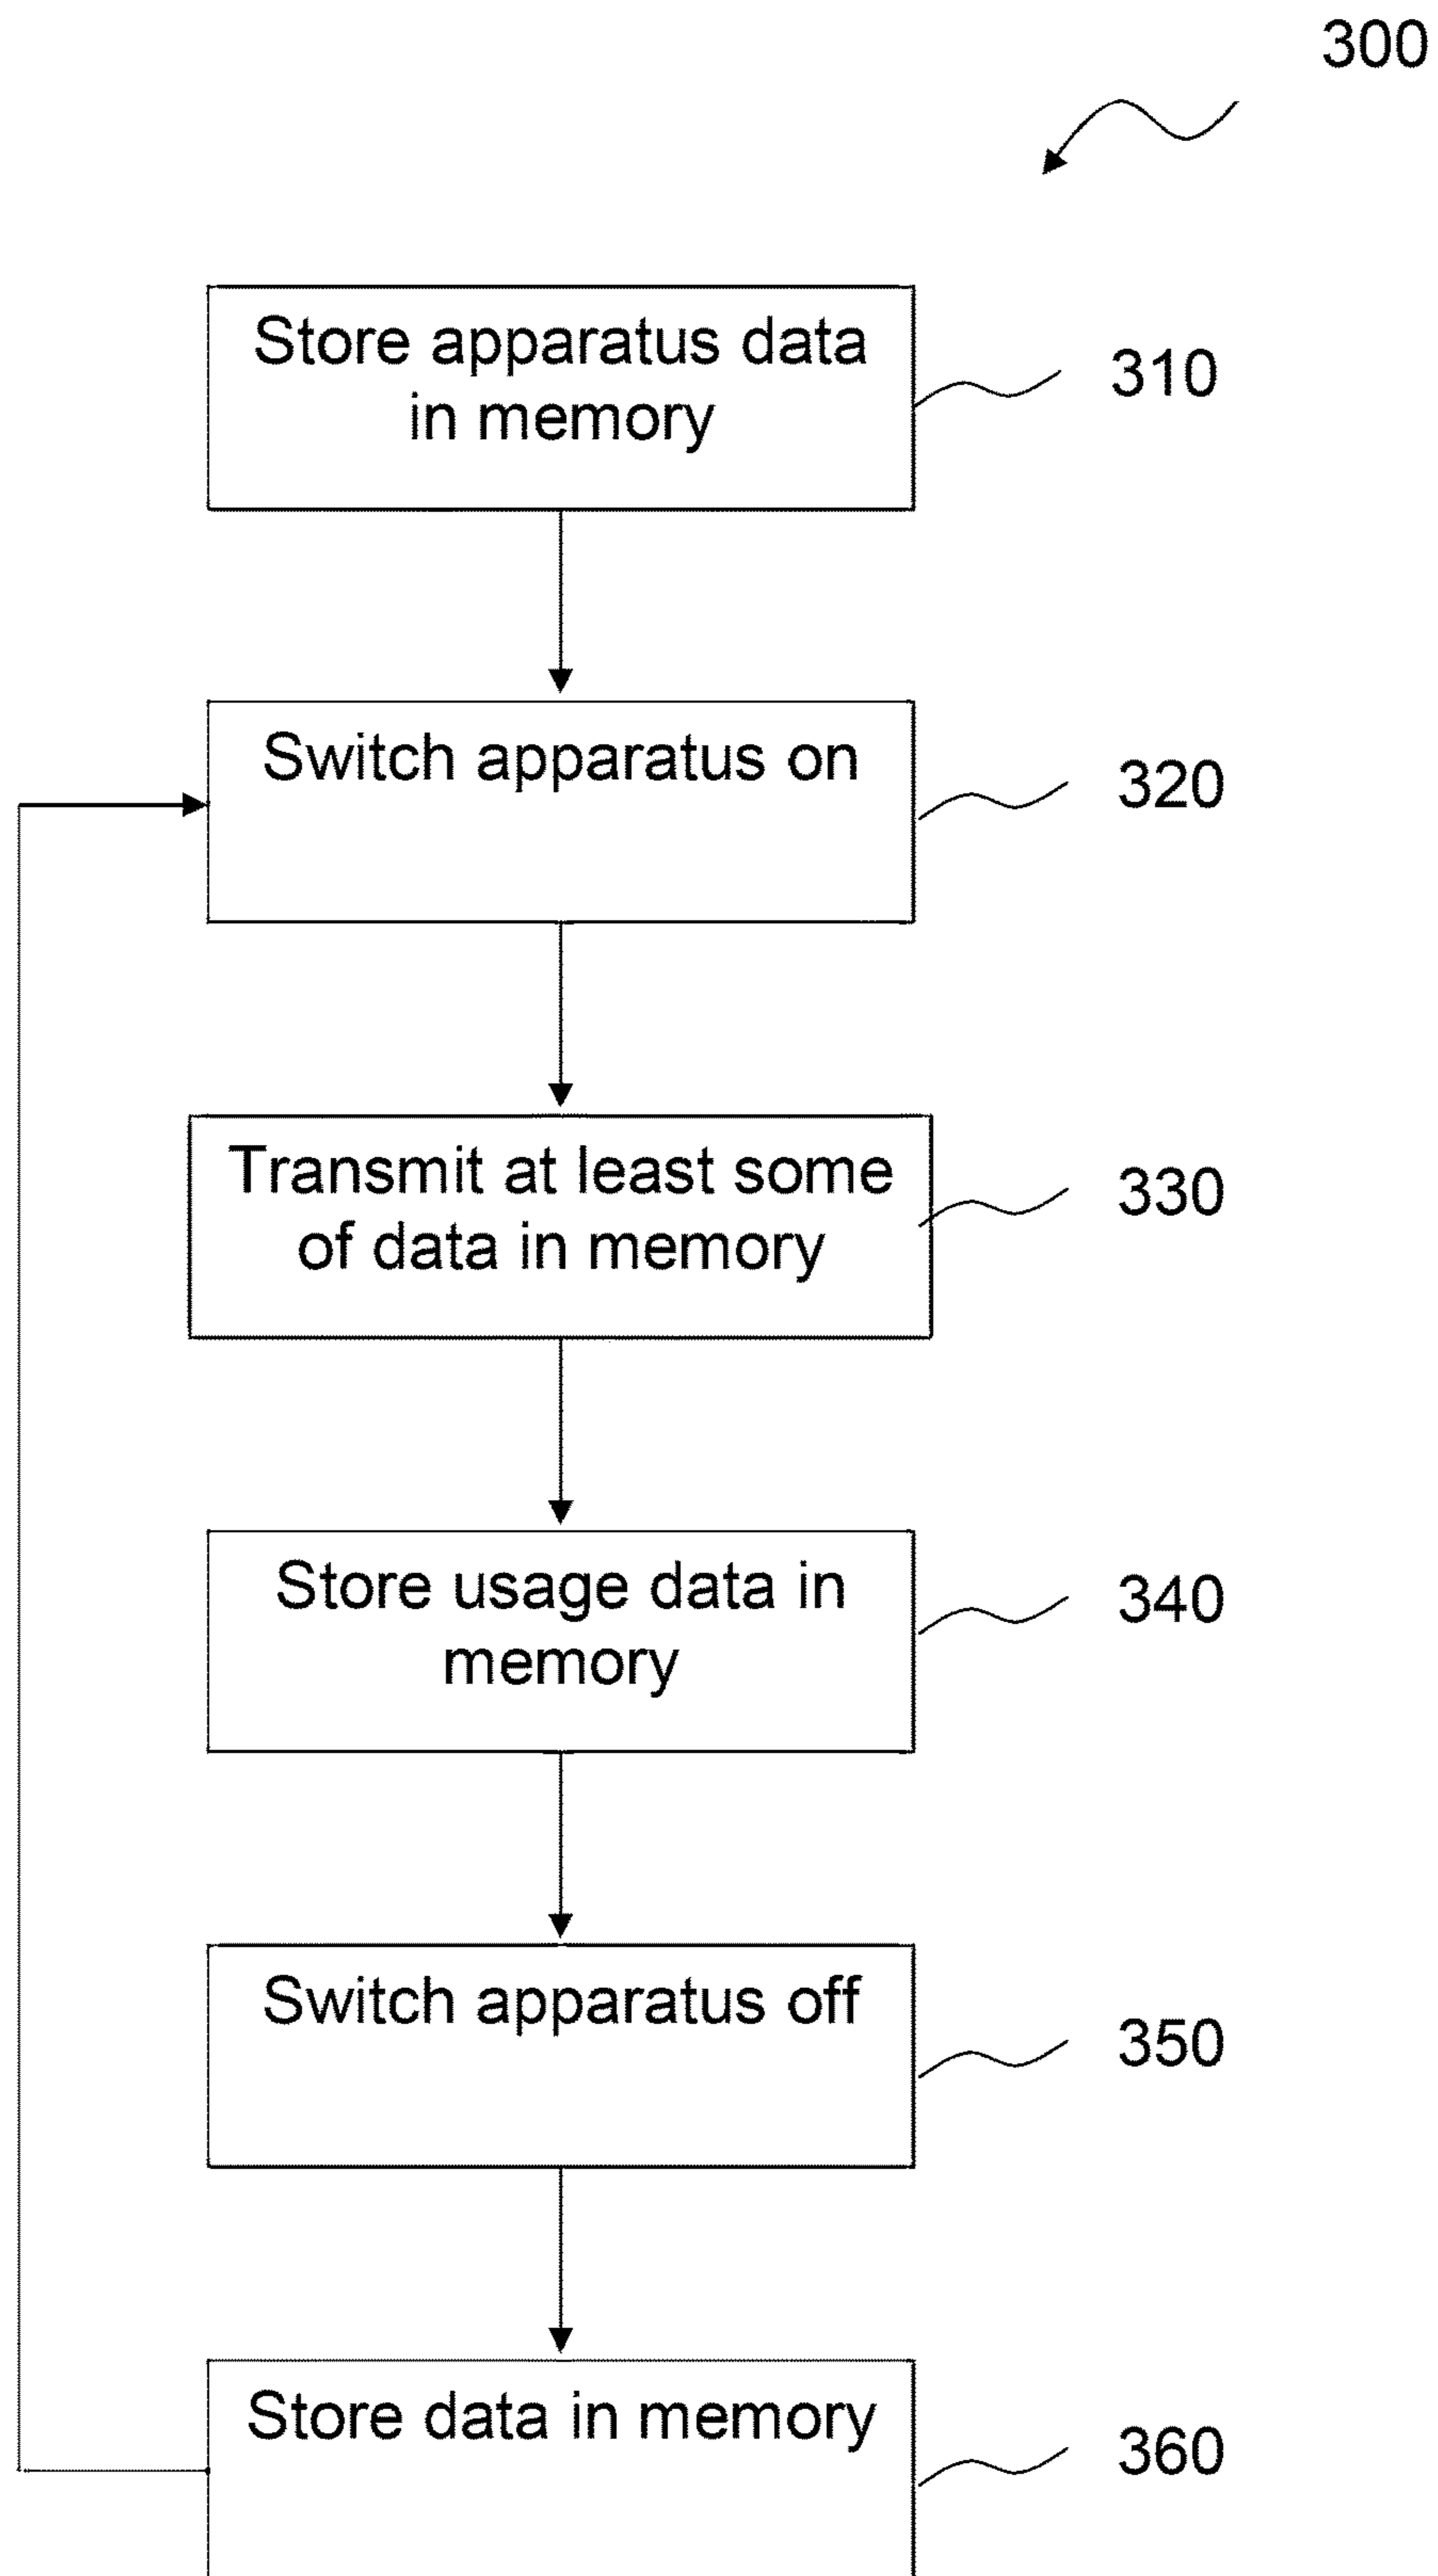 300
Store apparatus data
in memory
310
Switch apparatus on
320
Transmit at least some
of data in memory
330
Store usage data in
memory
340
Switch apparatus off
350
Store data in memory
360